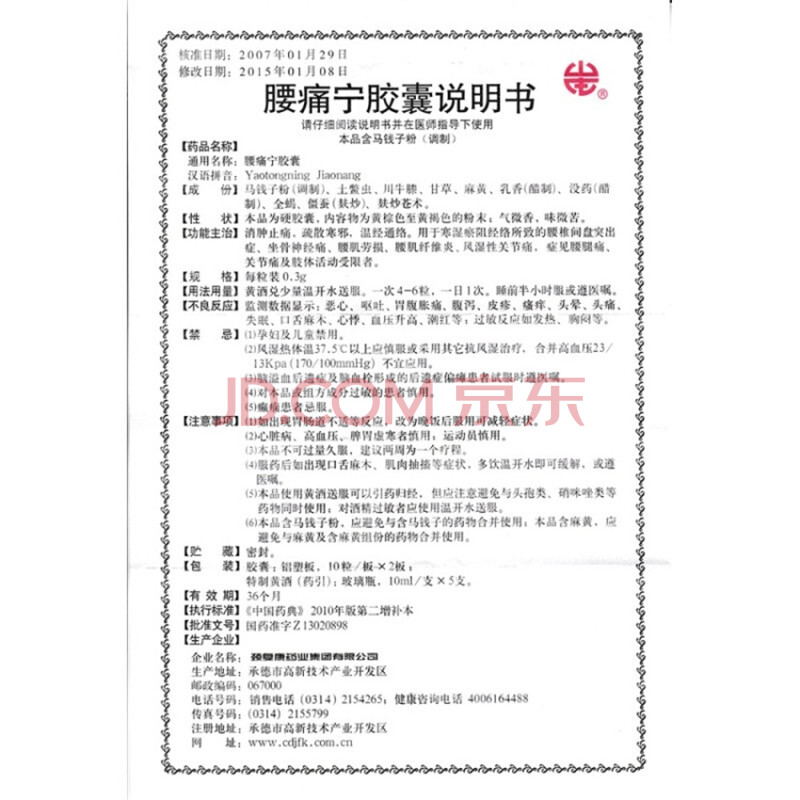 核准日期：2007年01月29日
修改日期：2015年01月08日
腰痛宁胶囊说明书
®
请仔细阅读说明书并在医师指导下使用
本品含马钱子粉（调制）
【药品名称】
通用名称：腰痛宁胶囊
汉语拼音：Yaotongning Jiaonang
【成 份】马钱子粉（调制）、土鳖虫、川牛膝、甘草、麻黄、乳香（醋制）、没药（醋
制）、全蝎、僵蚕（麸炒）、麸炒苍术。
【性 状】本品为硬胶囊，内容物为黄棕色至黄褐色的粉末；气微香，味微苦。
【功能主治】消肿止痛，疏散寒邪，温经通络。用于寒湿瘀阻经络所致的腰椎间盘突出
症、坐骨神经痛、腰肌劳损、腰肌纤维炎、风湿性关节痛，症见腰腿痛、
关节痛及肢体活动受限者。
【规 格】每粒装0.3g
【用法用量】黄酒兑少量温开水送服。一次4-6粒，一日1次。睡前半小时服或遵医嘱。
【不良反应】监测数据显示：恶心、呕吐、胃腹胀痛、腹泻、皮疹、瘙痒、头晕、头痛、
失眠、口舌麻木、心悸、血压升高、潮红等；过敏反应如发热、胸闷等。
【禁 忌】⑴孕妇及儿童禁用。
⑵风湿热体温37.5℃以上应慎服或采用其它抗风湿治疗，合并高血压23/
13Kpa（170/100mmHg）不宜应用。
⑶脑溢血后遗症及脑血栓形成的后遗症偏瘫患者试服时遵医嘱。
⑷对本品成组方成分过敏的患者慎用。
⑸癫痫患者忌服。
JD.COM 京东
【注意事项】⑴如出现胃肠道不适等反应，改为晚饭后服用可减轻症状。
⑵心脏病、高血压、脾胃虚寒者慎用；运动员慎用。
⑶本品不可过量久服，建议两周为一个疗程。
⑷服药后如出现口舌麻木、肌肉抽搐等症状，多饮温开水即可缓解，或遵
医嘱。
⑸本品使用黄酒送服可以引药归经，但应注意避免与头孢类、硝咪唑类等
药物同时使用；对酒精过敏者应使用温开水送服。
⑹本品含马钱子粉，应避免与含马钱子的药物合并使用；本品含麻黄，应
避免与麻黄及含麻黄组份的药物合并使用。
【贮 藏】密封。
【包 装】胶囊：铝塑板，10粒/板×2板；
特制黄酒（药引）：玻璃瓶，10ml/支×5支。
【有 效 期】36个月
【执行标准】《中国药典》2010年版第二增补本
【批准文号】国药准字Z13020898
【生产企业】
企业名称：颈复康药业集团有限公司
生产地址：承德市高新技术产业开发区
邮政编码：067000
电话号码：销售电话（0314）2154265；健康咨询电话 4006164488
传真号码：（0314）2155799
注册地址：承德市高新技术产业开发区
网 址：www.cdjfk.com.cn